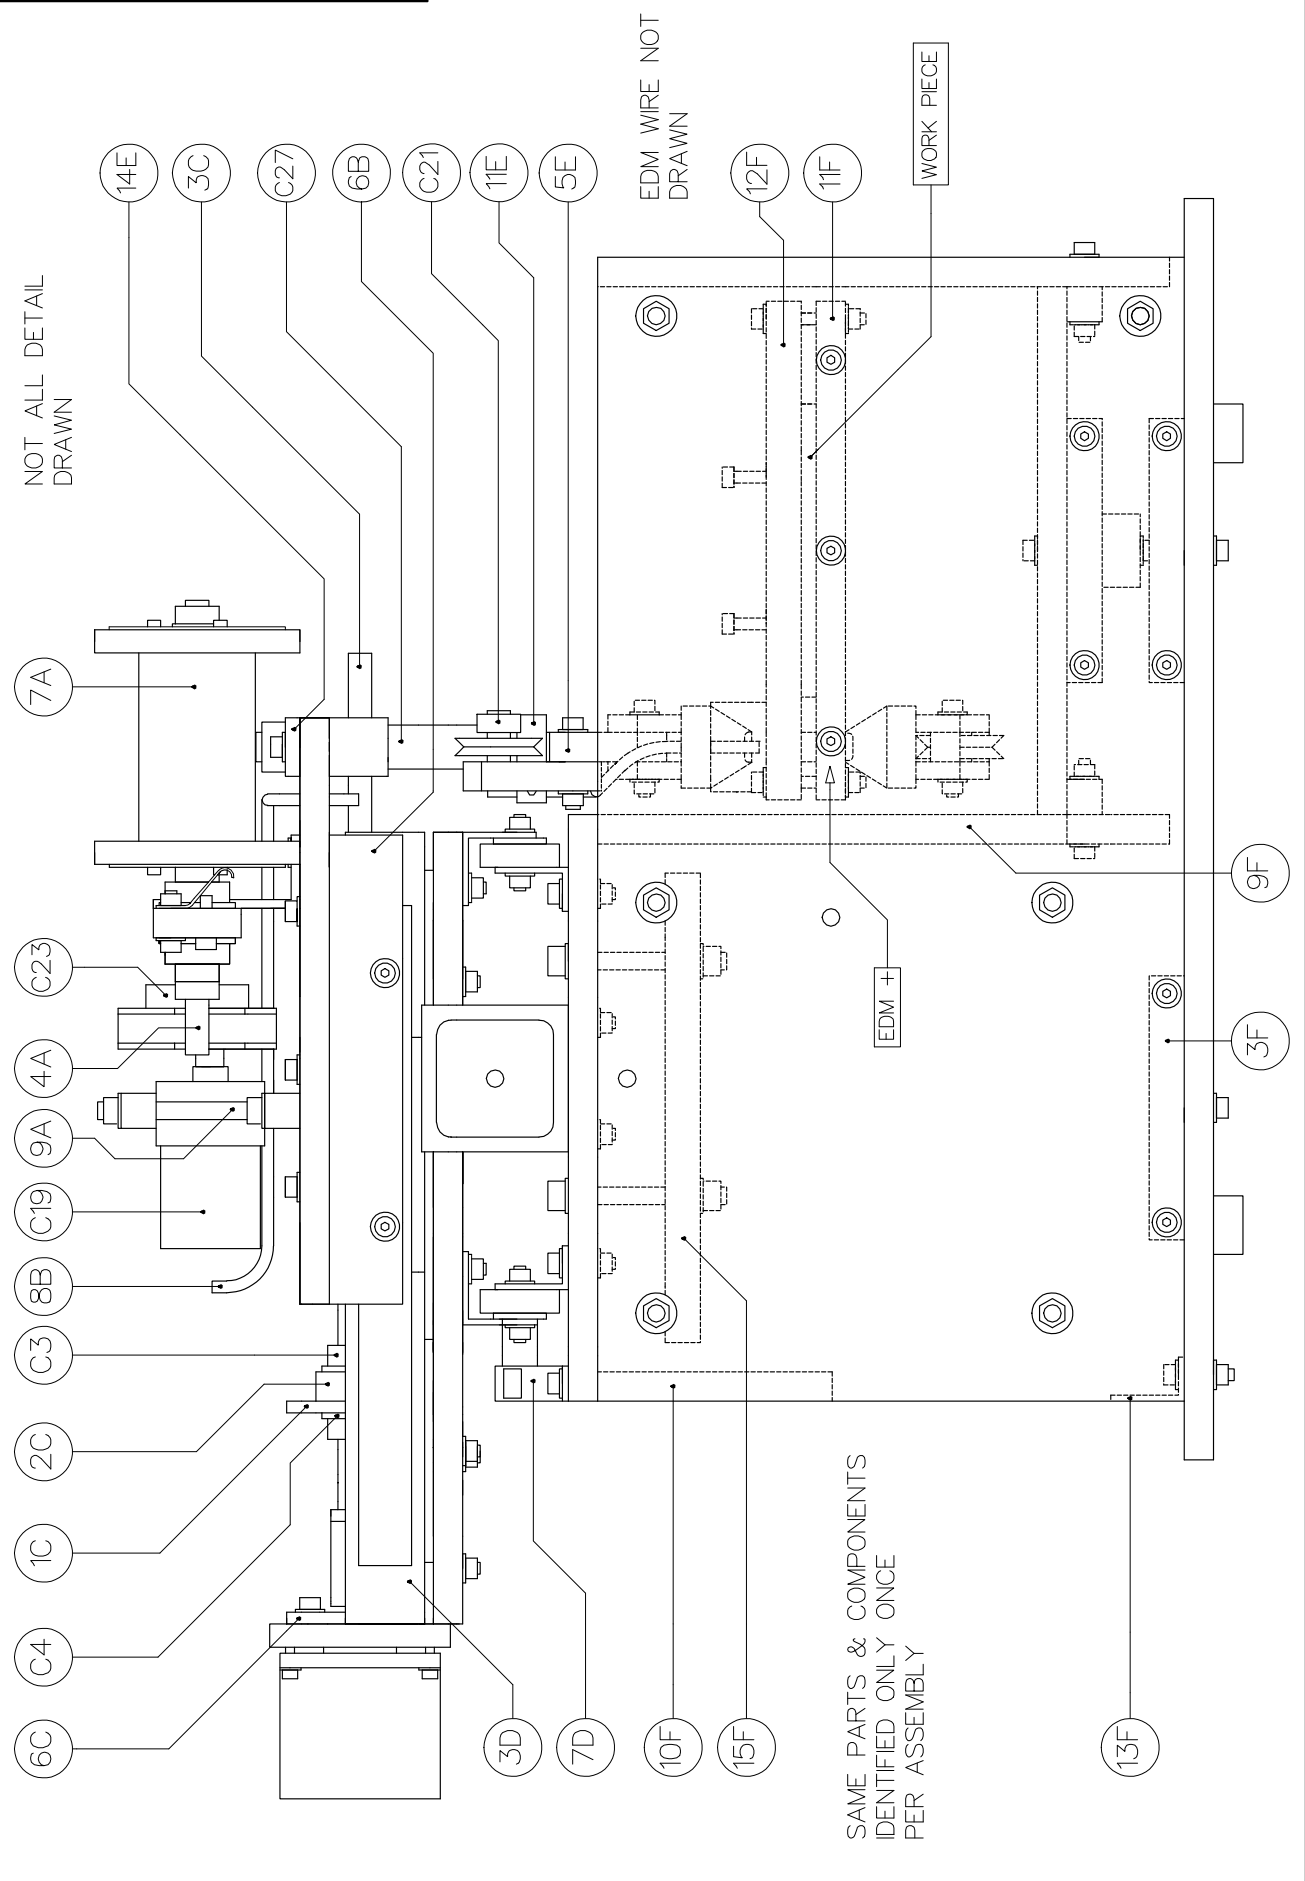 NOT ALL DETAIL
DRAWN
14E
3C
C27
6B
C21
11E
5E
EDM WIRE NOT
DRAWN
12F
11F
WORK PIECE
7A
C23
4A
9A
C19
8B
C3
2C
1C
C4
6C
EDM +
9F
3F
3D
7D
10F
15F
SAME PARTS & COMPONENTS
IDENTIFIED ONLY ONCE
PER ASSEMBLY
13F